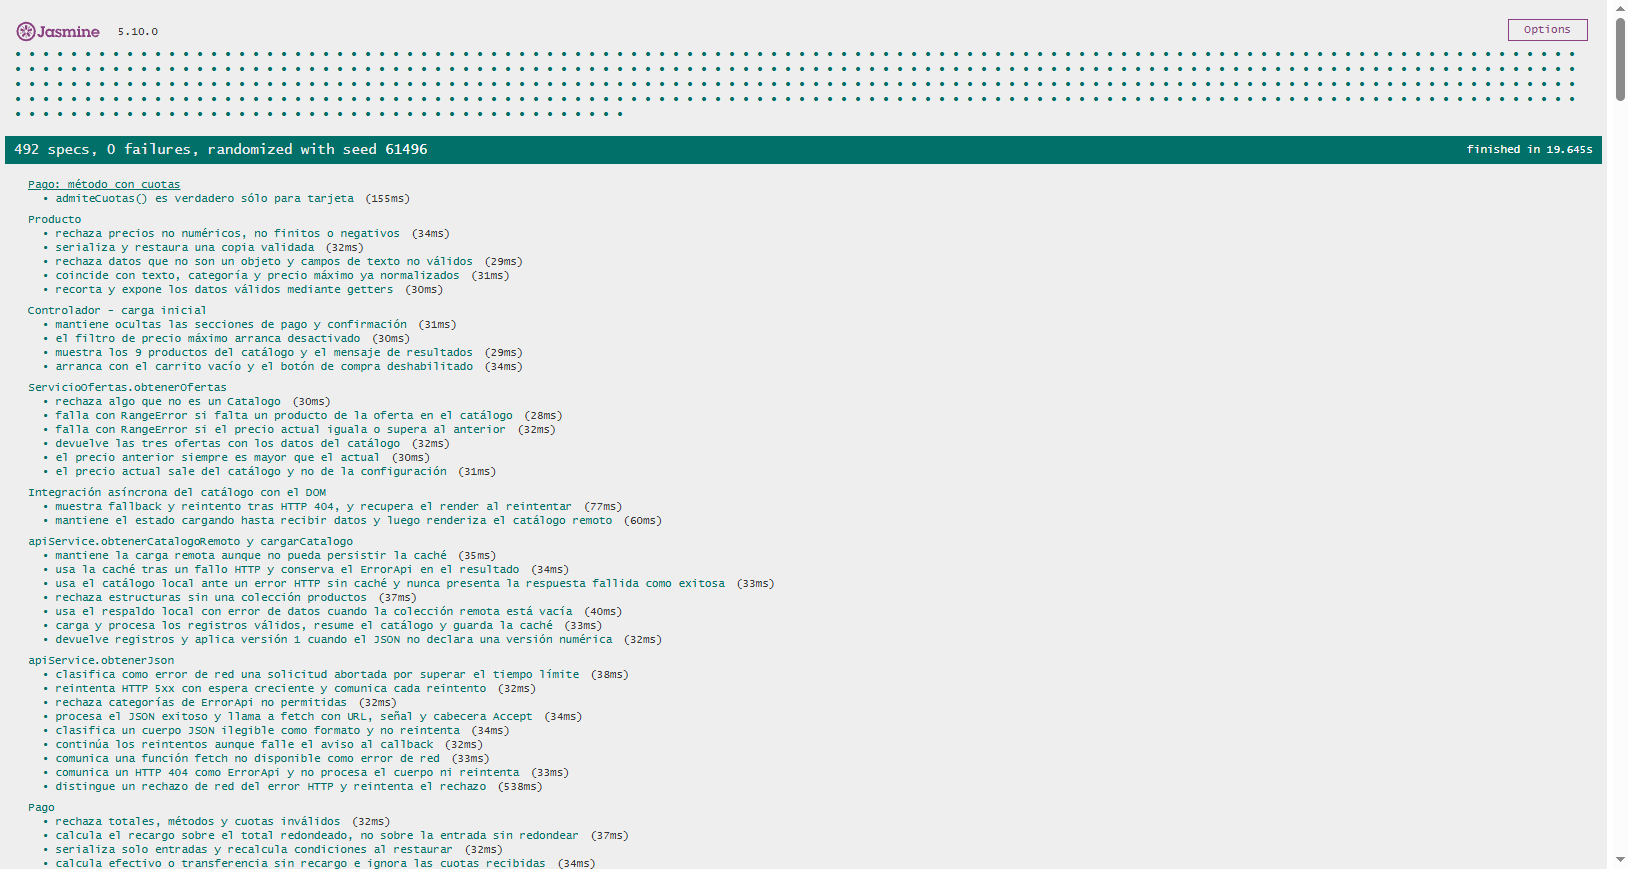 Jasmine 5.10.0 Options
492 specs, 0 failures, randomized with seed 61496 finished in 19.645s
Pago: método con cuotas
• admiteCuotas() es verdadero sólo para tarjeta (155ms)
Producto
• rechaza precios no numéricos, no finitos o negativos (34ms)
• serializa y restaura una copia validada (32ms)
• rechaza datos que no son un objeto y campos de texto no válidos (29ms)
• coincide con texto, categoría y precio máximo ya normalizados (31ms)
• recorta y expone los datos válidos mediante getters (30ms)
Controlador - carga inicial
• mantiene ocultas las secciones de pago y confirmación (31ms)
• el filtro de precio máximo arranca desactivado (30ms)
• muestra los 9 productos del catálogo y el mensaje de resultados (29ms)
• arranca con el carrito vacío y el botón de compra deshabilitado (34ms)
ServicioOfertas.obtenerOfertas
• rechaza algo que no es un Catalogo (30ms)
• falla con RangeError si falta un producto de la oferta en el catálogo (28ms)
• falla con RangeError si el precio actual iguala o supera al anterior (32ms)
• devuelve las tres ofertas con los datos del catálogo (32ms)
• el precio anterior siempre es mayor que el actual (30ms)
• el precio actual sale del catálogo y no de la configuración (31ms)
Integración asíncrona del catálogo con el DOM
• muestra fallback y reintento tras HTTP 404, y recupera el render al reintentar (77ms)
• mantiene el estado cargando hasta recibir datos y luego renderiza el catálogo remoto (60ms)
apiService.obtenerCatalogoRemoto y cargarCatalogo
• mantiene la carga remota aunque no pueda persistir la caché (35ms)
• usa la caché tras un fallo HTTP y conserva el ErrorApi en el resultado (34ms)
• usa el catálogo local ante un error HTTP sin caché y nunca presenta la respuesta fallida como exitosa (33ms)
• rechaza estructuras sin una colección productos (37ms)
• usa el respaldo local con error de datos cuando la colección remota está vacía (40ms)
• carga y procesa los registros válidos, resume el catálogo y guarda la caché (33ms)
• devuelve registros y aplica versión 1 cuando el JSON no declara una versión numérica (32ms)
apiService.obtenerJson
• clasifica como error de red una solicitud abortada por superar el tiempo límite (38ms)
• reintenta HTTP 5xx con espera creciente y comunica cada reintento (32ms)
• rechaza categorías de ErrorApi no permitidas (32ms)
• procesa el JSON exitoso y llama a fetch con URL, señal y cabecera Accept (34ms)
• clasifica un cuerpo JSON ilegible como formato y no reintenta (34ms)
• continúa los reintentos aunque falle el aviso al callback (32ms)
• comunica una función fetch no disponible como error de red (33ms)
• comunica un HTTP 404 como ErrorApi y no procesa el cuerpo ni reintenta (33ms)
• distingue un rechazo de red del error HTTP y reintenta el rechazo (538ms)
Pago
• rechaza totales, métodos y cuotas inválidos (32ms)
• calcula el recargo sobre el total redondeado, no sobre la entrada sin redondear (37ms)
• serializa solo entradas y recalcula condiciones al restaurar (32ms)
• calcula efectivo o transferencia sin recargo e ignora las cuotas recibidas (34ms)